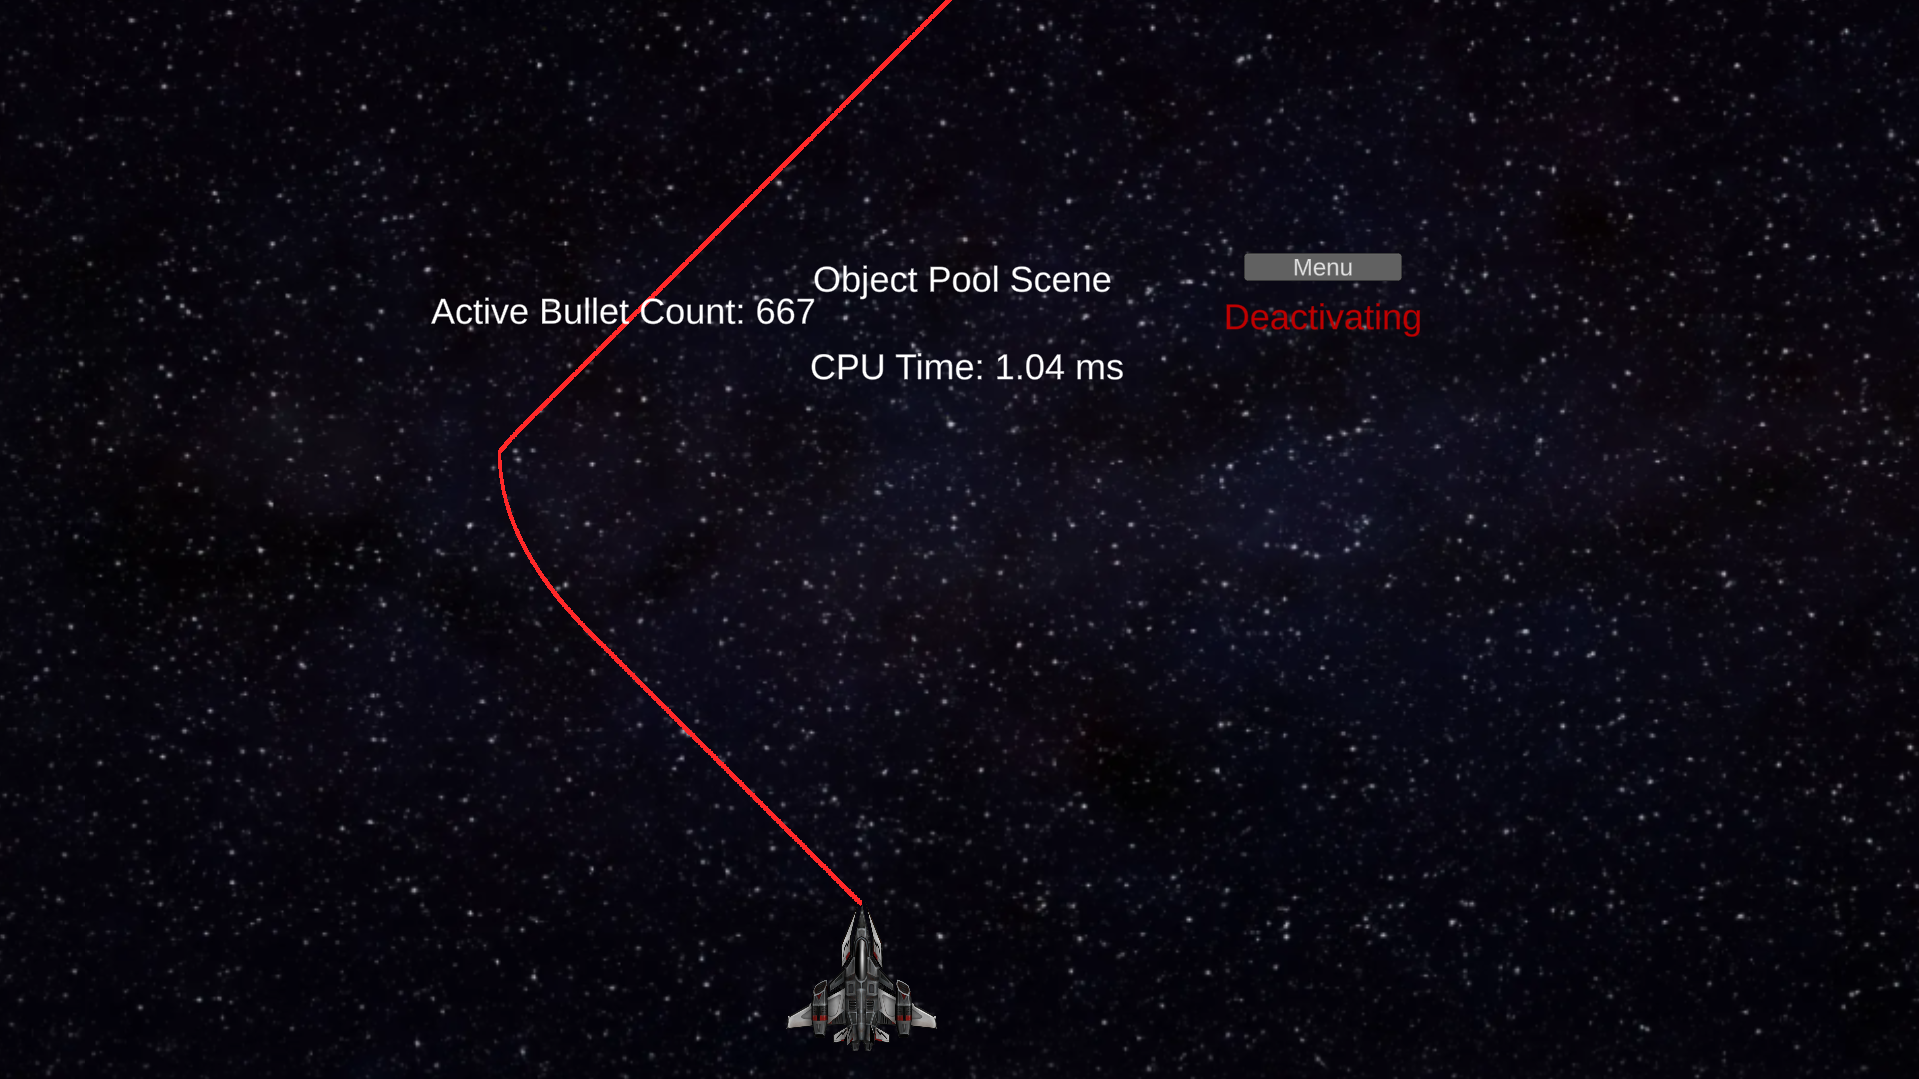 Object Pool Scene
Menu
Active Bullet Count: 667
Deactivating
CPU Time: 1.04 ms